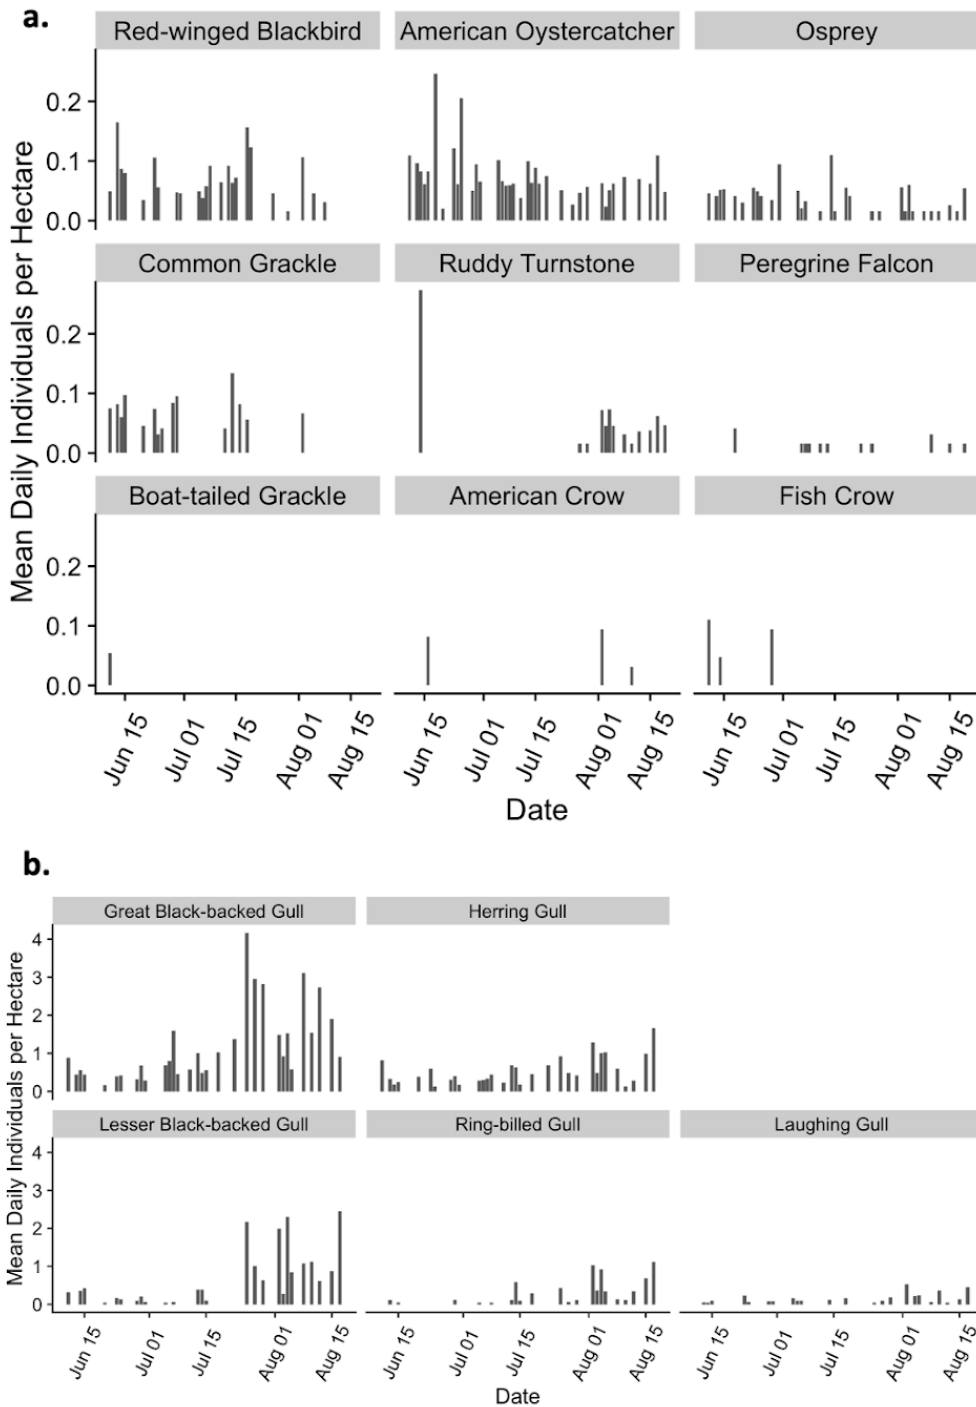 a.
Red-winged Blackbird American Oystercatcher Osprey
0.2
0.1
0.0
Common Grackle Ruddy Turnstone Peregrine Falcon
0.2
0.1
0.0
Boat-tailed Grackle American Crow Fish Crow
0.2
0.1
0.0
Mean Daily Individuals per Hectare
Jun 15 Jul 01 Jul 15 Aug 01 Aug 15 Jun 15 Jul 01 Jul 15 Aug 01 Aug 15 Jun 15 Jul 01 Jul 15 Aug 01 Aug 15
Date
b.
Great Black-backed Gull Herring Gull
4
3
2
1
0
Lesser Black-backed Gull Ring-billed Gull Laughing Gull
4
3
2
1
0
Mean Daily Individuals per Hectare
Jun 15 Jul 01 Jul 15 Aug 01 Aug 15 Jun 15 Jul 01 Jul 15 Aug 01 Aug 15 Jun 15 Jul 01 Jul 15 Aug 01 Aug 15
Date